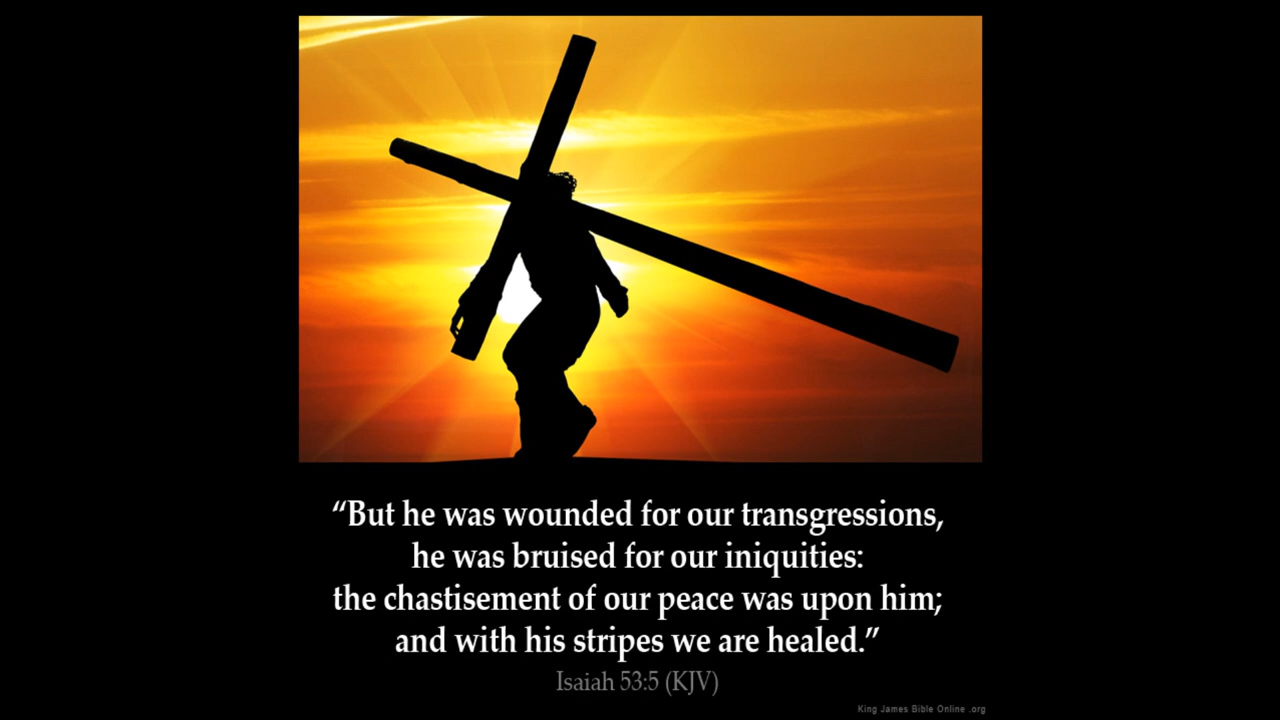 “But he was wounded for our transgressions,
he was bruised for our iniquities:
the chastisement of our peace was upon him;
and with his stripes we are healed.”
Isaiah 53:5 (KJV)
King James Bible Online .org